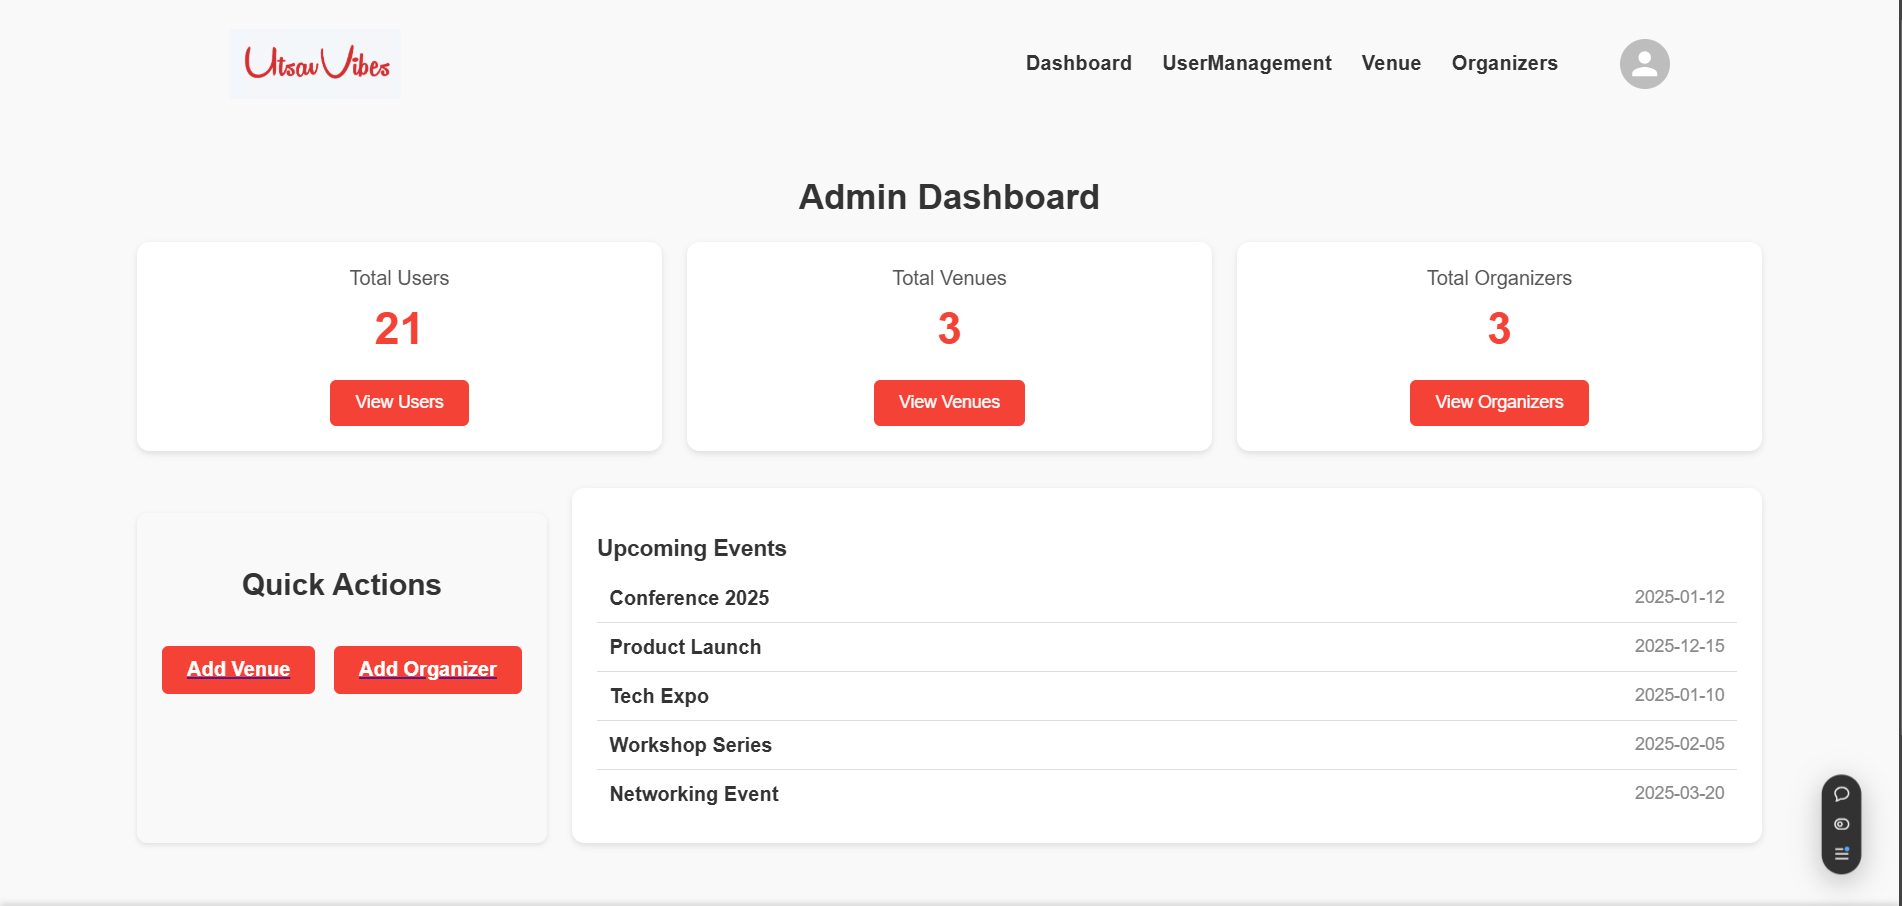 Utsav Vibes
Dashboard UserManagement Venue Organizers
Admin Dashboard
Total Users
21
View Users
Total Venues
3
View Venues
Total Organizers
3
View Organizers
Quick Actions
Add Venue Add Organizer
Upcoming Events
Conference 2025 2025-01-12
Product Launch 2025-12-15
Tech Expo 2025-01-10
Workshop Series 2025-02-05
Networking Event 2025-03-20